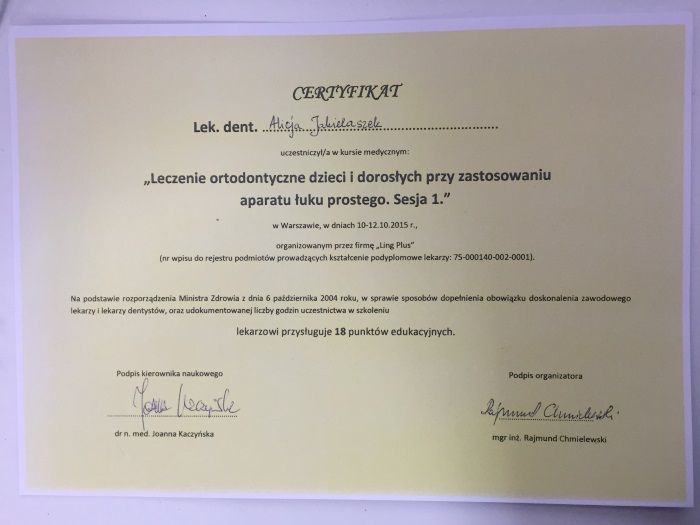 CERTYFIKAT
Lek. dent. Alicja Jakielaszek
uczestniczył/a w kursie medycznym:
„Leczenie ortodontyczne dzieci i dorosłych przy zastosowaniu
aparatu łuku prostego. Sesja 1.”
w Warszawie, w dniach 10-12.10.2015 r.,
organizowanym przez firmę „Ling Plus”
(nr wpisu do rejestru podmiotów prowadzących kształcenie podyplomowe lekarzy: 75-000140-002-0001).
Na podstawie rozporządzenia Ministra Zdrowia z dnia 6 października 2004 roku, w sprawie sposobów dopełnienia obowiązku doskonalenia zawodowego
lekarzy i lekarzy dentystów, oraz udokumentowanej liczby godzin uczestnictwa w szkoleniu
lekarzowi przysługuje 18 punktów edukacyjnych.
Podpis kierownika naukowego
dr n. med. Joanna Kaczyńska
Podpis organizatora
Rajmund Chmielewski
mgr inż. Rajmund Chmielewski